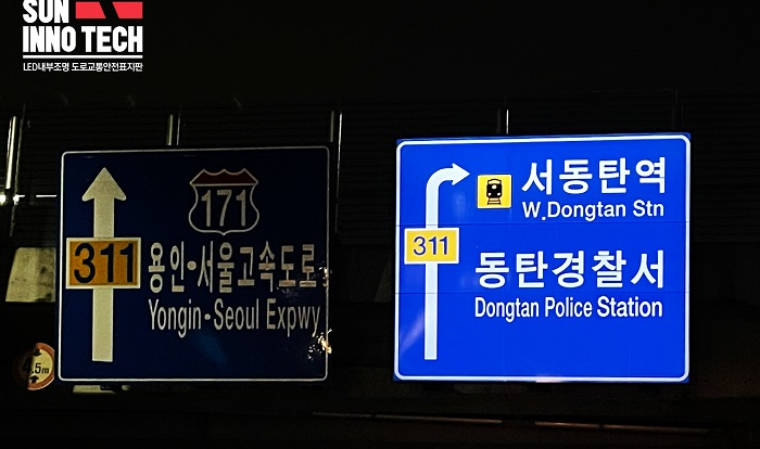 SUN
INNO TECH
LED내부조명 도로교통안전표지판
171
311
용인·서울고속도로
Yongin-Seoul Expwy
4.5m
서동탄역
W.Dongtan Stn
311
동탄경찰서
Dongtan Police Station